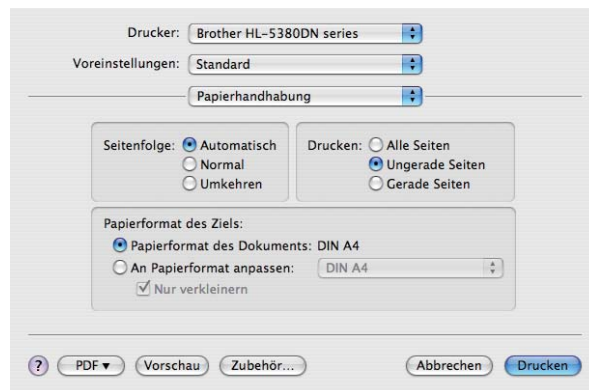 Drucker: Brother HL-5380DN series
Voreinstellungen: Standard
Papierhandhabung
Seitenfolge: Automatisch
Normal
Umkehren
Drucken: Alle Seiten
Ungerade Seiten
Gerade Seiten
Papierformat des Ziels:
Papierformat des Dokuments: DIN A4
An Papierformat anpassen: DIN A4
Nur verkleinern
? PDF▼ Vorschau Zubehör... Abbrechen Drucken